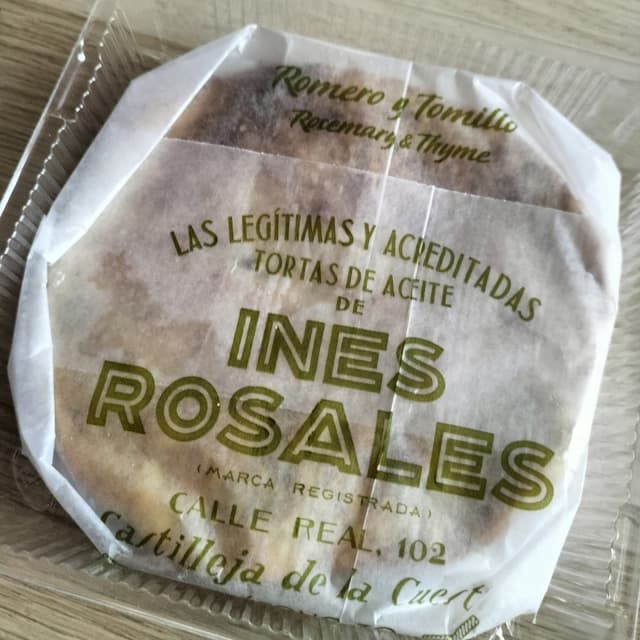 Romero y Tomillo
Rosemary & Thyme
LAS LEGÍTIMAS Y ACREDITADAS
TORTAS DE ACEITE
DE
INES
ROSALES
(MARCA REGISTRADA)
CALLE REAL, 102
Castilleja de la Cuesta